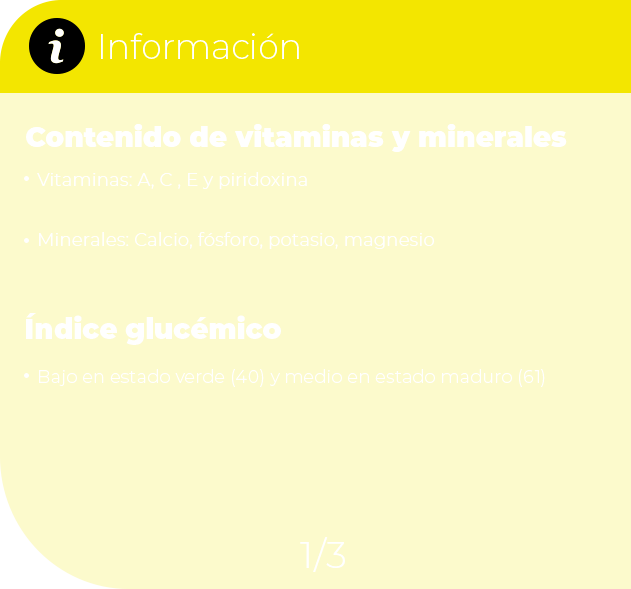 i Información
Contenido de vitaminas y minerales
• Vitaminas: A, C , E y piridoxina
• Minerales: Calcio, fósforo, potasio, magnesio
Índice glucémico
• Bajo en estado verde (40) y medio en estado maduro (61)
1/3